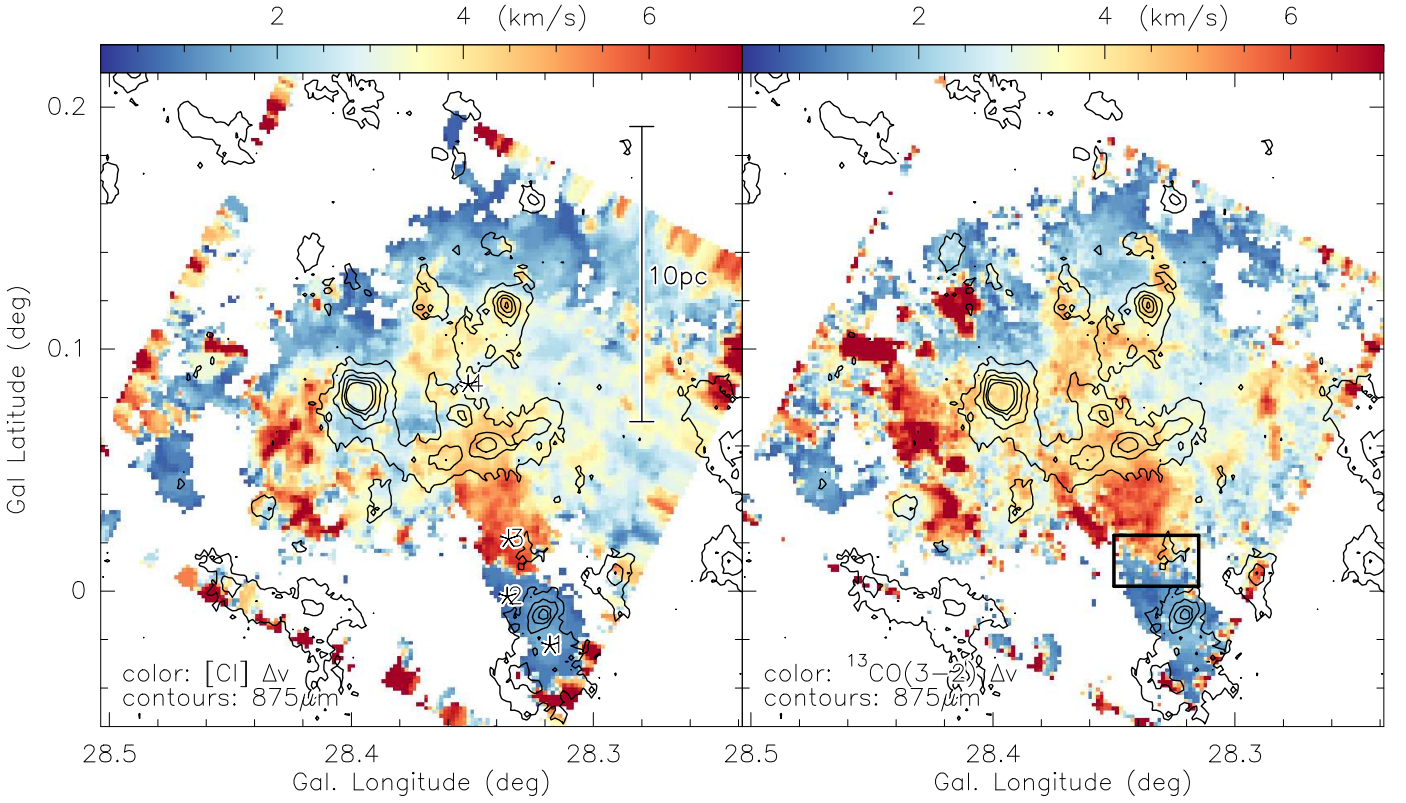 2 4 (km/s) 6 2 4 (km/s) 6
0.2
10pc
0.1
4
0
3
2
1
Gal Latitude (deg)
color: [CI] Δv
contours: 875μm
color: ¹³CO(3−2) Δv
contours: 875μm
28.5 28.4 28.3 28.5 28.4 28.3
Gal. Longitude (deg) Gal. Longitude (deg)